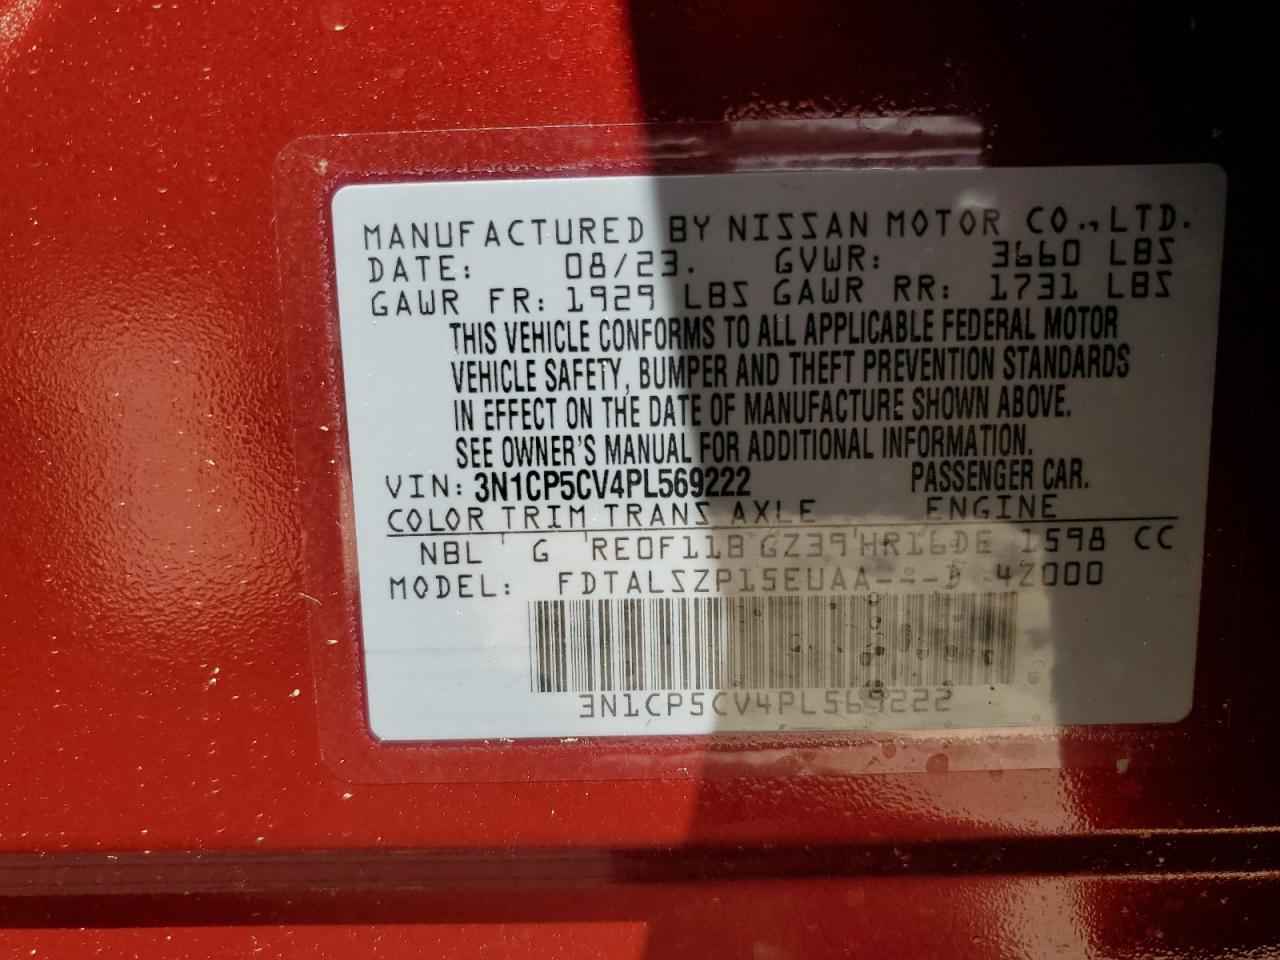 MANUFACTURED BY NISSAN MOTOR CO.,LTD.
DATE: 08/23. GVWR: 3660 LBS
GAWR FR: 1929 LBS GAWR RR: 1731 LBS
THIS VEHICLE CONFORMS TO ALL APPLICABLE FEDERAL MOTOR
VEHICLE SAFETY, BUMPER AND THEFT PREVENTION STANDARDS
IN EFFECT ON THE DATE OF MANUFACTURE SHOWN ABOVE.
SEE OWNER'S MANUAL FOR ADDITIONAL INFORMATION.
VIN: 3N1CP5CV4PL569222 PASSENGER CAR.
COLOR TRIM TRANS AXLE ENGINE
NBL G RE0F11B GZ39 HR16DE 1598 CC
MODEL: FDTALSZP15EUAA---D 4Z000
3N1CP5CV4PL569222